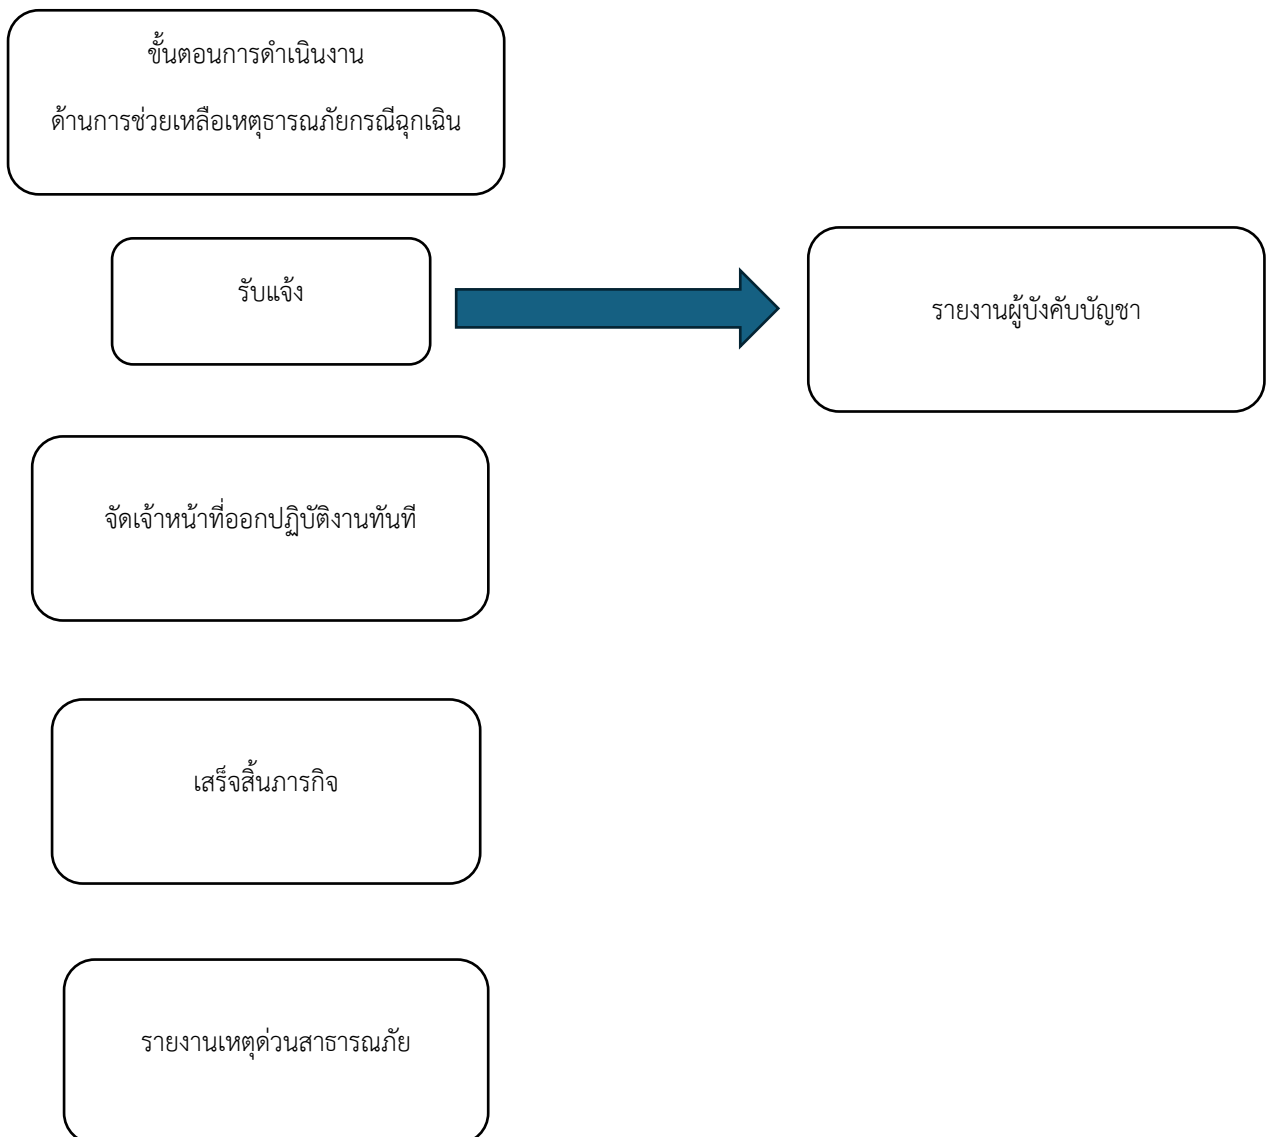 ขั้นตอนการดำเนินงาน
ด้านการช่วยเหลือเหตุธารณภัยกรณีฉุกเฉิน
รับแจ้ง
รายงานผู้บังคับบัญชา
จัดเจ้าหน้าที่ออกปฏิบัติงานทันที
เสร็จสิ้นภารกิจ
รายงานเหตุด่วนสาธารณภัย